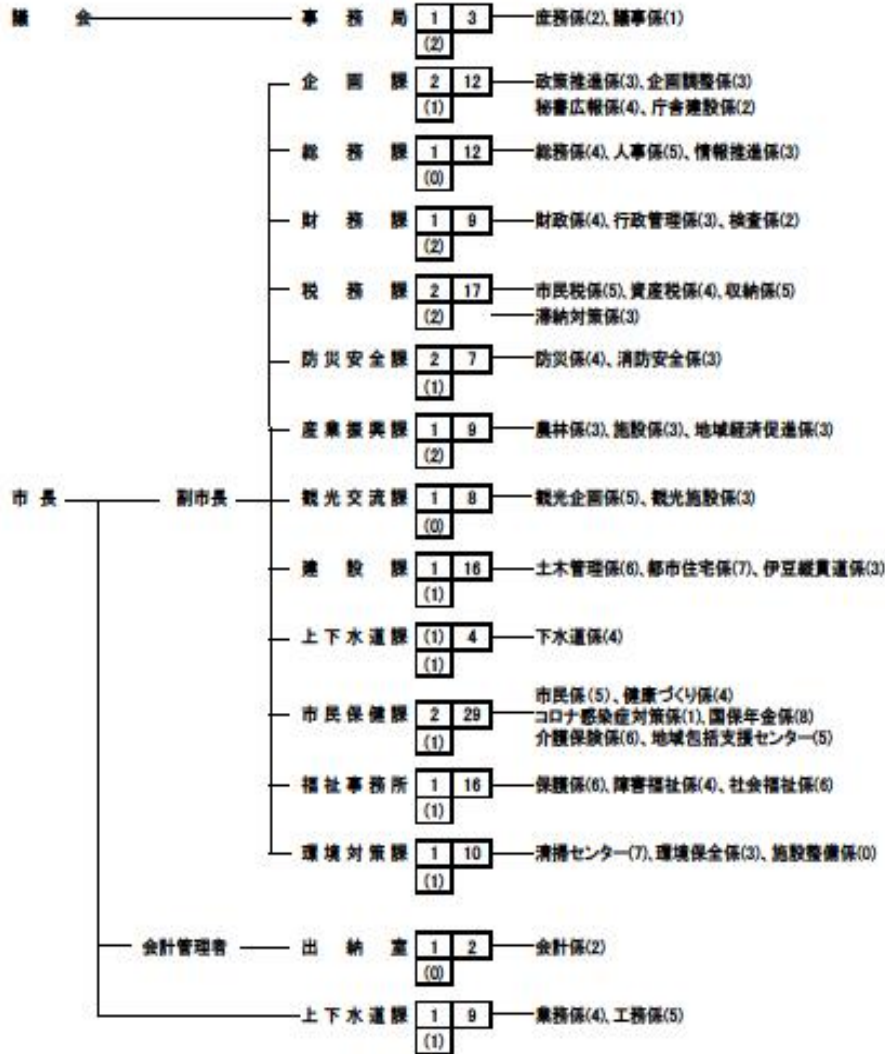 議会 事務局 1 3 庶務係(2)、議事係(1)
(2)
企画課 2 12 政策推進係(3)、企画調整係(3)
(1) 秘書広報係(4)、庁舎建設係(2)
総務課 1 12 総務係(4)、人事係(5)、情報推進係(3)
(0)
財務課 1 9 財政係(4)、行政管理係(3)、検査係(2)
(2)
税務課 2 17 市民税係(5)、資産税係(4)、収納係(5)
(2) 滞納対策係(3)
防災安全課 2 7 防災係(4)、消防安全係(3)
(1)
産業振興課 1 9 農林係(3)、施設係(3)、地域経済促進係(3)
(2)
市長 副市長 観光交流課 1 8 観光企画係(5)、観光施設係(3)
(0)
建設課 1 16 土木管理係(6)、都市住宅係(7)、伊豆縦貫道係(3)
(1)
上下水道課 (1) 4 下水道係(4)
(1)
市民係(5)、健康づくり係(4)
市民保健課 2 29 コロナ感染症対策係(1)、国保年金係(8)
(1) 介護保険係(6)、地域包括支援センター(5)
福祉事務所 1 16 保護係(6)、障害福祉係(4)、社会福祉係(6)
(1)
環境対策課 1 10 清掃センター(7)、環境保全係(3)、施設整備係(0)
(1)
会計管理者 出納室 1 2 会計係(2)
(0)
上下水道課 1 9 業務係(4)、工務係(5)
(1)